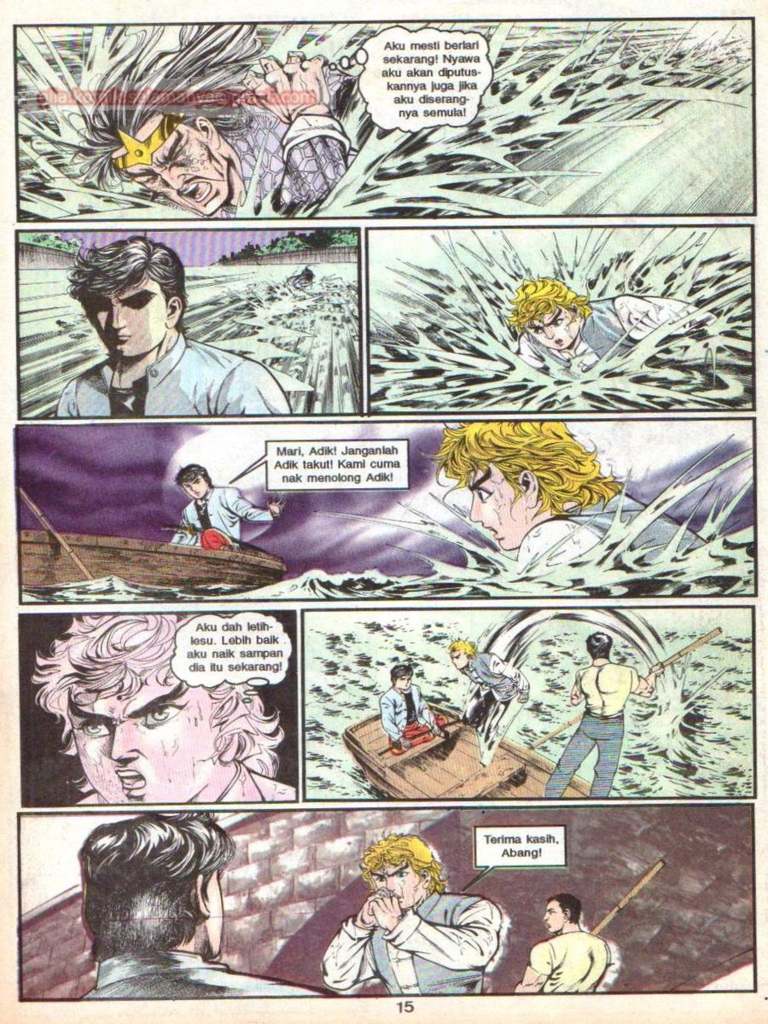 Aku mesti berlari
sekarang! Nyawa
aku akan diputus-
kannya juga jika
aku diserang-
nya semula!
Mari, Adik! Janganlah
Adik takut! Kami cuma
nak menolong Adik!
Aku dah letih-
lesu. Lebih baik
aku naik sampan
dia itu sekarang!
Terima kasih,
Abang!
15